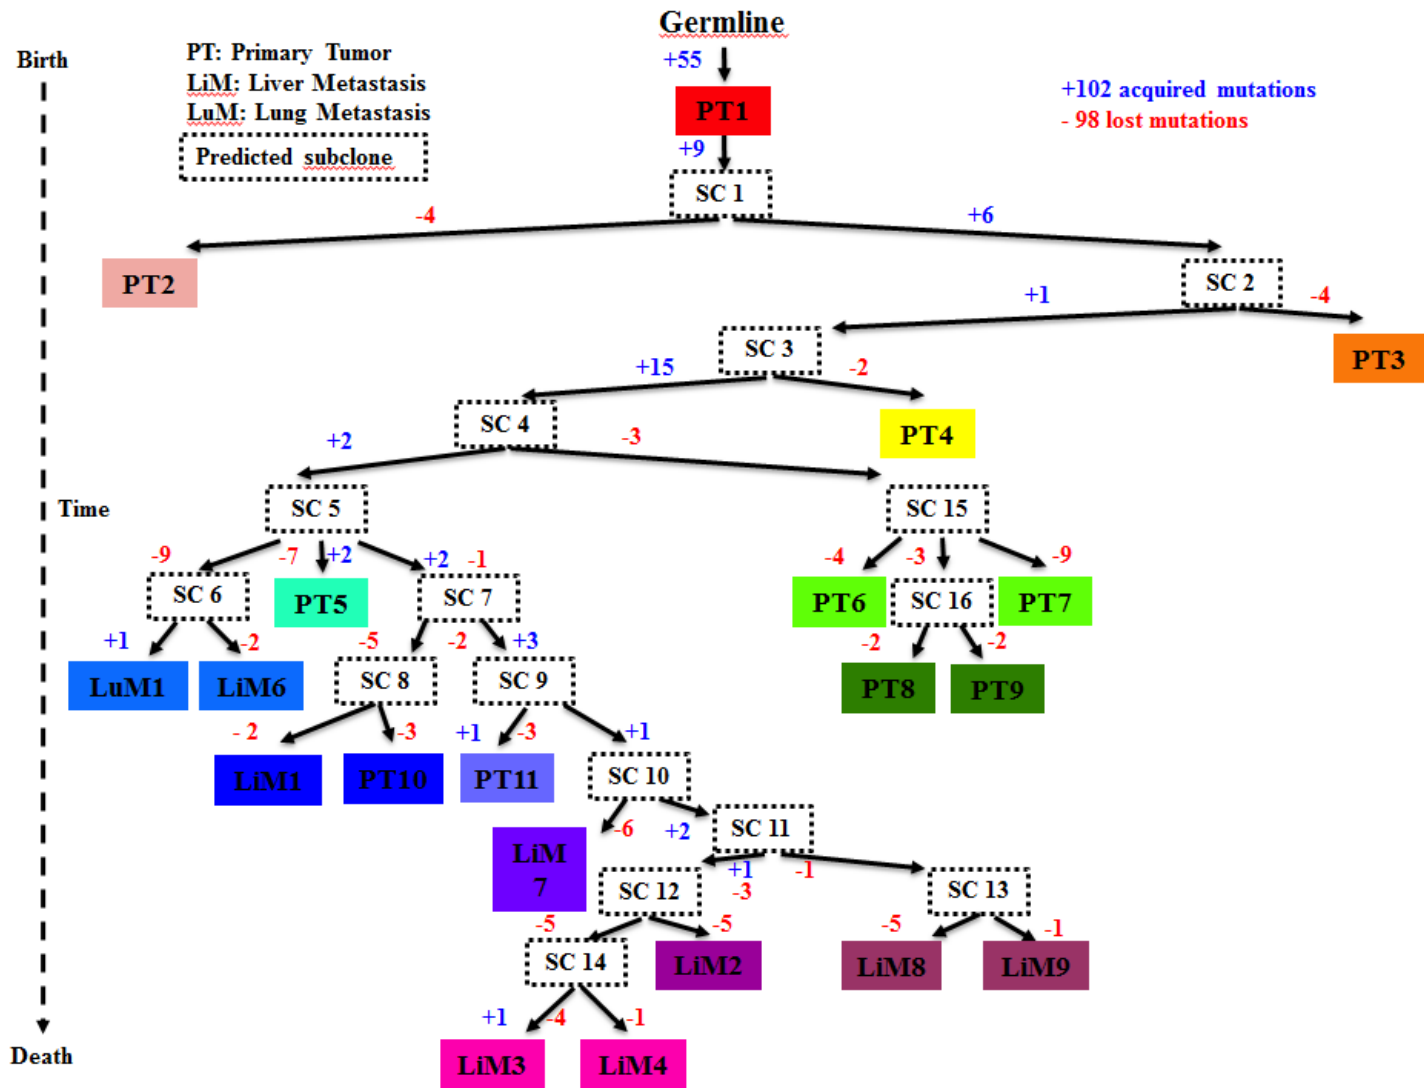 Germline
Birth
PT: Primary Tumor
LiM: Liver Metastasis
LuM: Lung Metastasis
Predicted subclone
+55
+102 acquired mutations
- 98 lost mutations
PT1
+9
SC 1
-4
+6
PT2
SC 2
+1
-4
SC 3
PT3
+15
-2
SC 4
PT4
+2
-3
Time
SC 5
SC 15
-9
-7
+2
+2
-1
-4
-3
-9
SC 6
PT5
SC 7
PT6
SC 16
PT7
+1
-2
-5
-2
+3
-2
-2
LuM1
LiM6
SC 8
SC 9
PT8
PT9
- 2
-3
+1
-3
+1
LiM1
PT10
PT11
SC 10
-6
+2
SC 11
LiM
7
+1
-3
-1
SC 12
SC 13
-5
-5
-5
-1
SC 14
LiM2
LiM8
LiM9
+1
-4
-1
Death
LiM3
LiM4